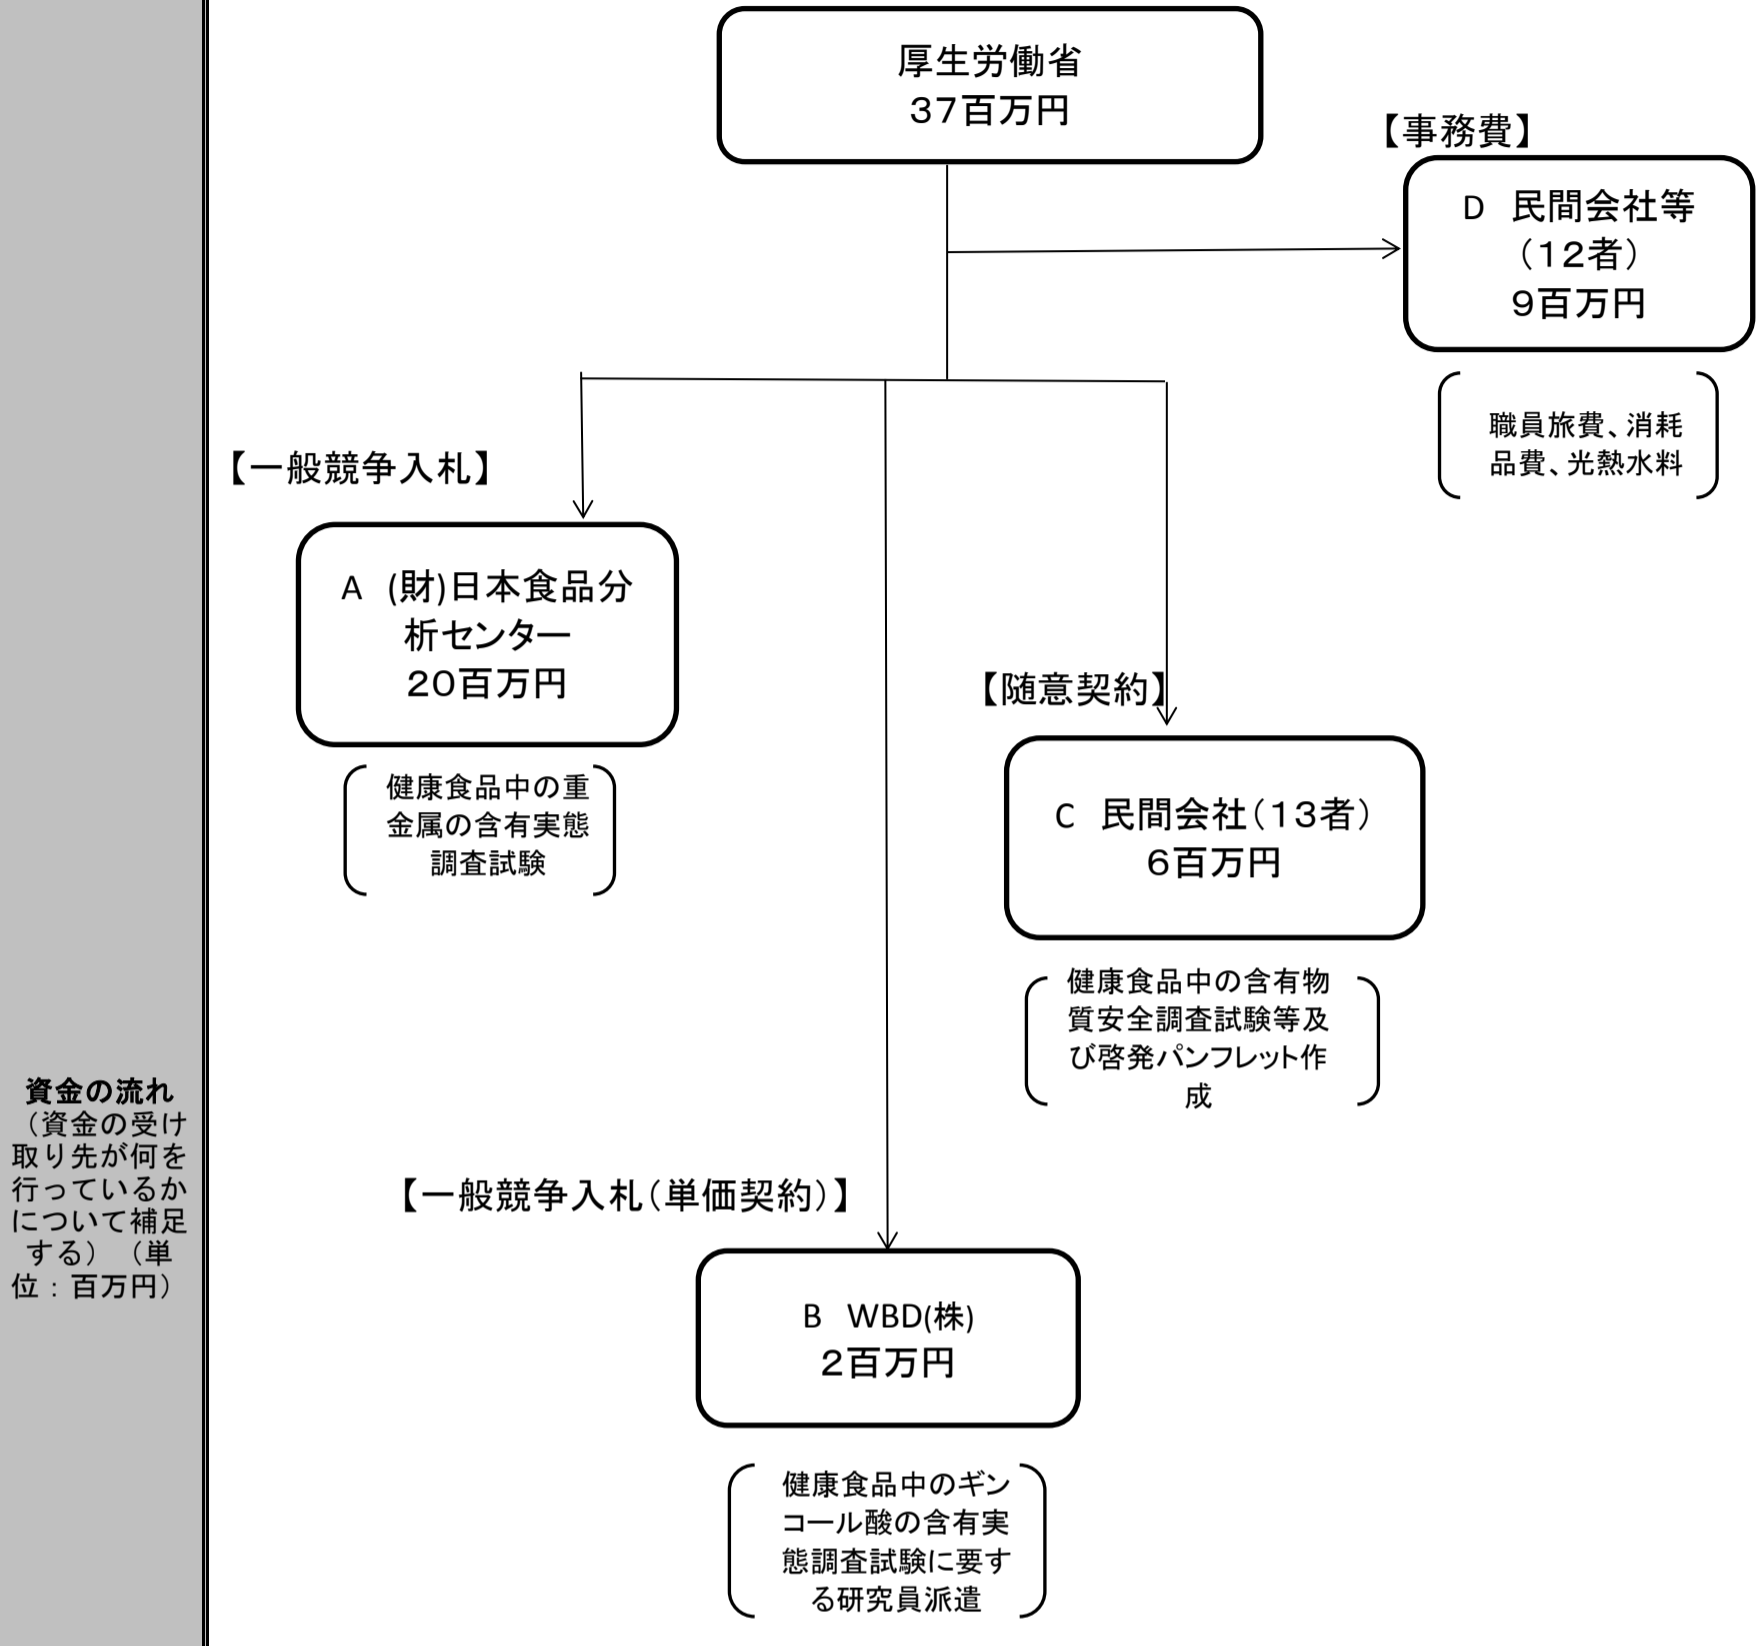 厚生労働省
37百万円
【事務費】
D 民間会社等
（12者）
9百万円
職員旅費、消耗
品費、光熱水料
【一般競争入札】
A (財)日本食品分
析センター
20百万円
健康食品中の重
金属の含有実態
調査試験
【随意契約】
C 民間会社（13者）
6百万円
健康食品中の含有物
質安全調査試験等及
び啓発パンフレット作
成
【一般競争入札（単価契約）】
B WBD(株)
2百万円
健康食品中のギン
コール酸の含有実
態調査試験に要す
る研究員派遣
資金の流れ
（資金の受け
取り先が何を
行っているか
について補足
する）（単
位：百万円）